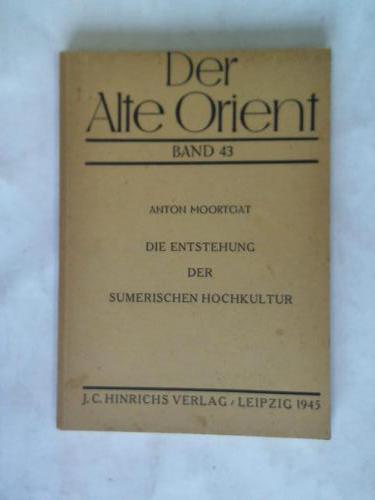 Der
Alte Orient
BAND 43
ANTON MOORTGAT
DIE ENTSTEHUNG
DER
SUMERISCHEN HOCHKULTUR
J. C. HINRICHS VERLAG / LEIPZIG 1945